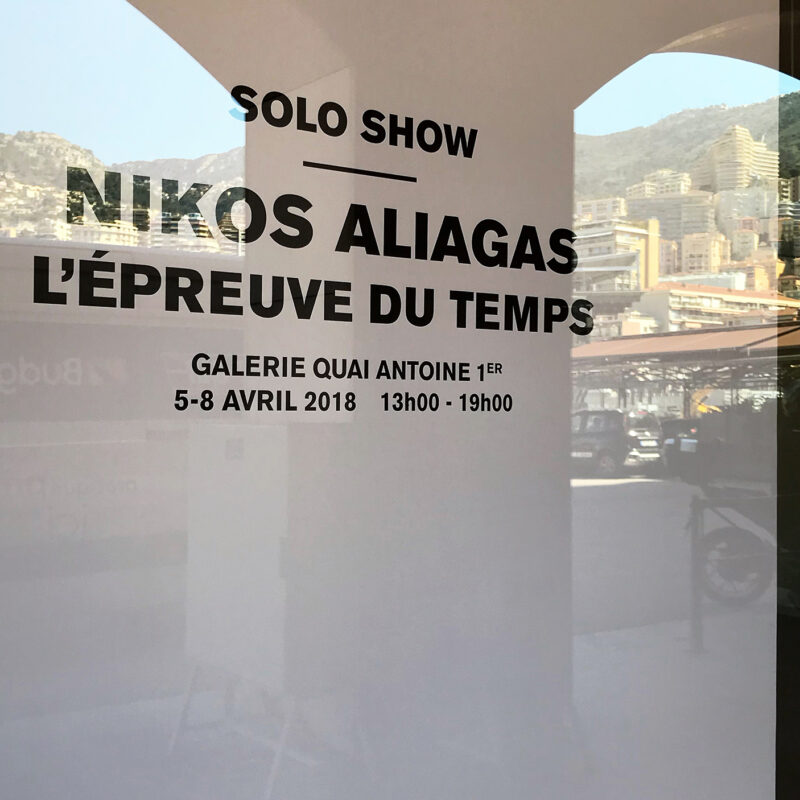 SOLO SHOW
NIKOS ALIAGAS
L'ÉPREUVE DU TEMPS
GALERIE QUAI ANTOINE 1ER
5-8 AVRIL 2018 13h00 - 19h00